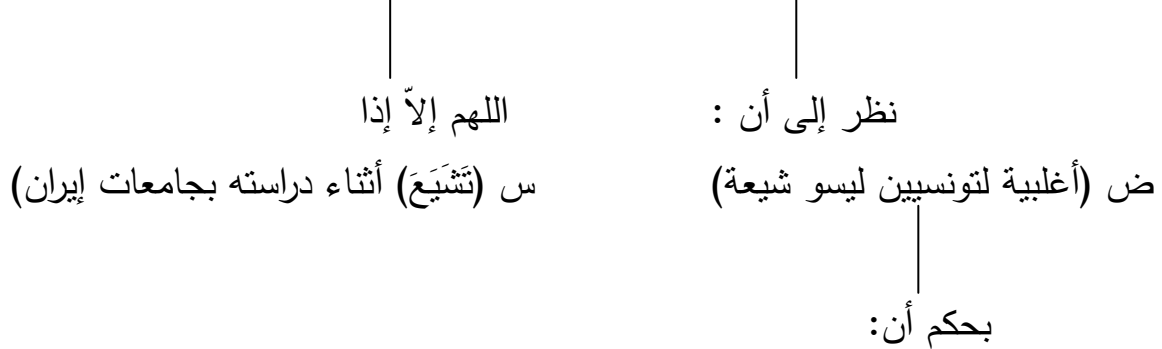 نظر إلى أن : اللهم إلاّ إذا
ض (أغلبية لتونسيين ليسو شيعة) س (تَشَيَعَ) أثناء دراسته بجامعات إيران)
بحكم أن: